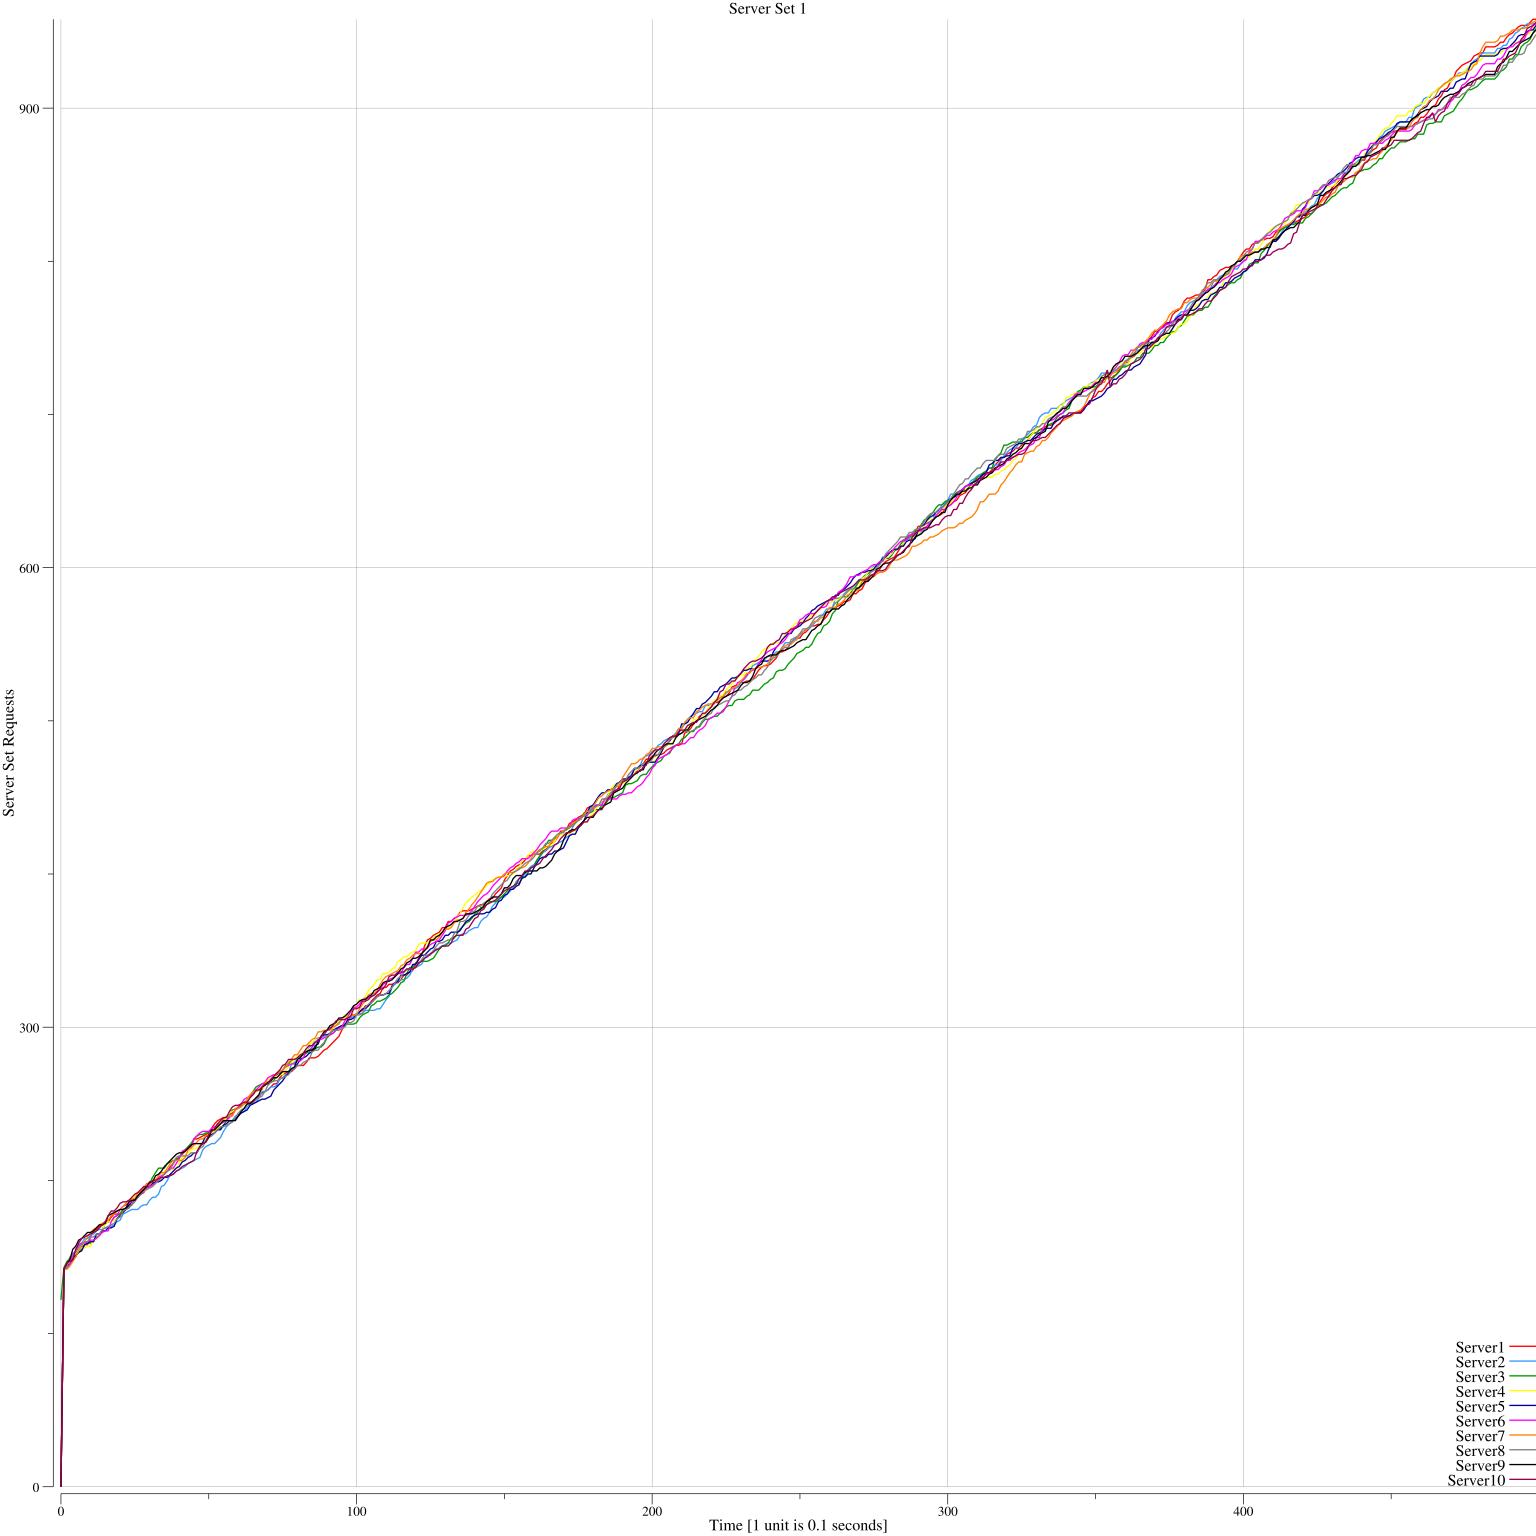 Server Set 1
900
600
300
0
Server Set Requests
Server1
Server2
Server3
Server4
Server5
Server6
Server7
Server8
Server9
Server10
0 100 200 300 400
Time [1 unit is 0.1 seconds]